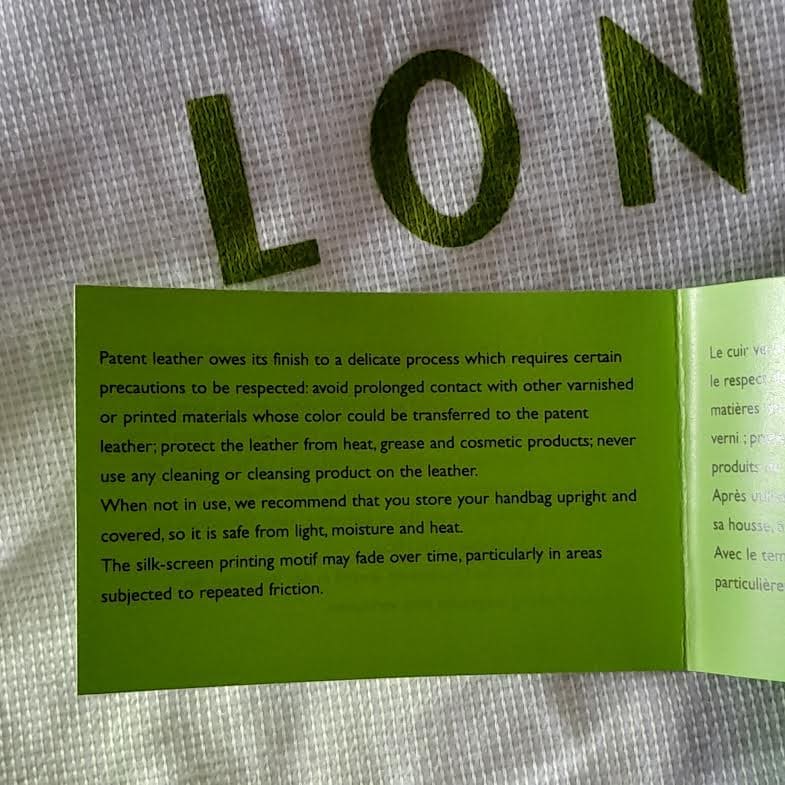 LON
Patent leather owes its finish to a delicate process which requires certain
precautions to be respected: avoid prolonged contact with other varnished
or printed materials whose color could be transferred to the patent
leather; protect the leather from heat, grease and cosmetic products; never
use any cleaning or cleansing product on the leather.
When not in use, we recommend that you store your handbag upright and
covered, so it is safe from light, moisture and heat.
The silk-screen printing motif may fade over time, particularly in areas
subjected to repeated friction.
Le cuir
le
matières
verni ;
produits
Après
sa housse,
Avec le